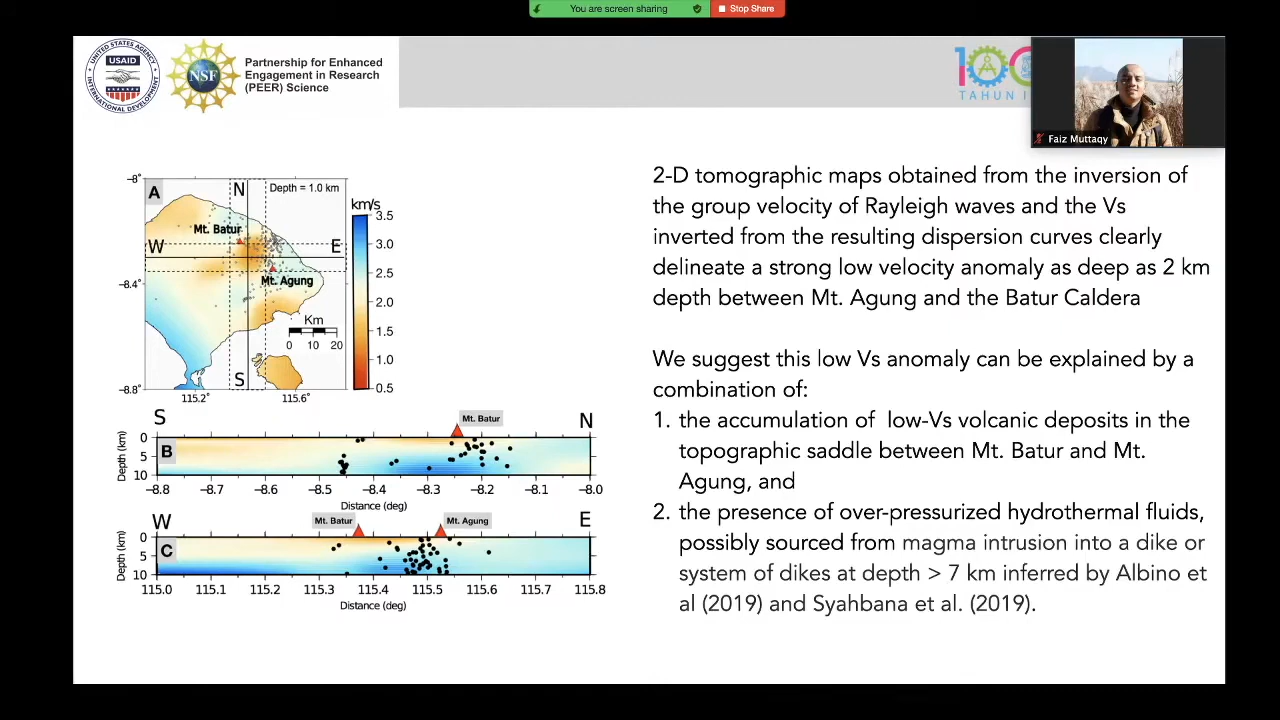 You are screen sharing
Stop Share
UNITED STATES AGENCY
USAID
INTERNATIONAL DEVELOPMENT
NSF
Partnership for Enhanced
Engagement in Research
(PEER) Science
TAHUN
Faiz Muttaqy
-8°
A
N
Depth = 1.0 km
km/s
Mt. Batur
W
E
Mt. Agung
-8.4°
Km
0 10 20
S
-8.8°
115.2° 115.6°
3.5
3.0
2.5
2.0
1.5
1.0
0.5
S
Mt. Batur
N
Depth (km)
0
5
10
B
-8.8 -8.7 -8.6 -8.5 -8.4 -8.3 -8.2 -8.1 -8.0
Distance (deg)
W
Mt. Batur
Mt. Agung
E
Depth (km)
0
5
10
C
115.0 115.1 115.2 115.3 115.4 115.5 115.6 115.7 115.8
Distance (deg)
2-D tomographic maps obtained from the inversion of
the group velocity of Rayleigh waves and the Vs
inverted from the resulting dispersion curves clearly
delineate a strong low velocity anomaly as deep as 2 km
depth between Mt. Agung and the Batur Caldera
We suggest this low Vs anomaly can be explained by a
combination of:
1. the accumulation of low-Vs volcanic deposits in the
topographic saddle between Mt. Batur and Mt.
Agung, and
2. the presence of over-pressurized hydrothermal fluids,
possibly sourced from magma intrusion into a dike or
system of dikes at depth > 7 km inferred by Albino et
al (2019) and Syahbana et al. (2019).